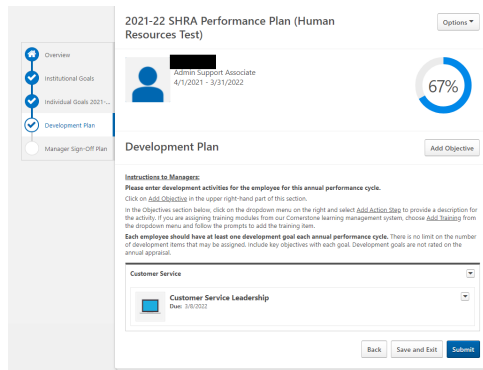 2021-22 SHRA Performance Plan (Human
Resources Test)
Options
Overview
Institutional Goals
Individual Goals 2021-...
Development Plan
Manager Sign-Off Plan
Admin Support Associate
4/1/2021 - 3/31/2022
67%
Development Plan
Add Objective
Instructions to Managers:
Please enter development activities for the employee for this annual performance cycle.
Click on Add Objective in the upper right-hand part of this section.
In the Objectives section below, click on the dropdown menu on the right and select Add Action Step to provide a description for
the activity. If you are assigning training modules from our Cornerstone learning management system, choose Add Training from
the dropdown menu and follow the prompts to add the training item.
Each employee should have at least one development goal each annual performance cycle. There is no limit on the number
of development items that may be assigned. Include key objectives with each goal. Development goals are not rated on the
annual appraisal.
Customer Service
Customer Service Leadership
Due: 3/8/2022
Back
Save and Exit
Submit